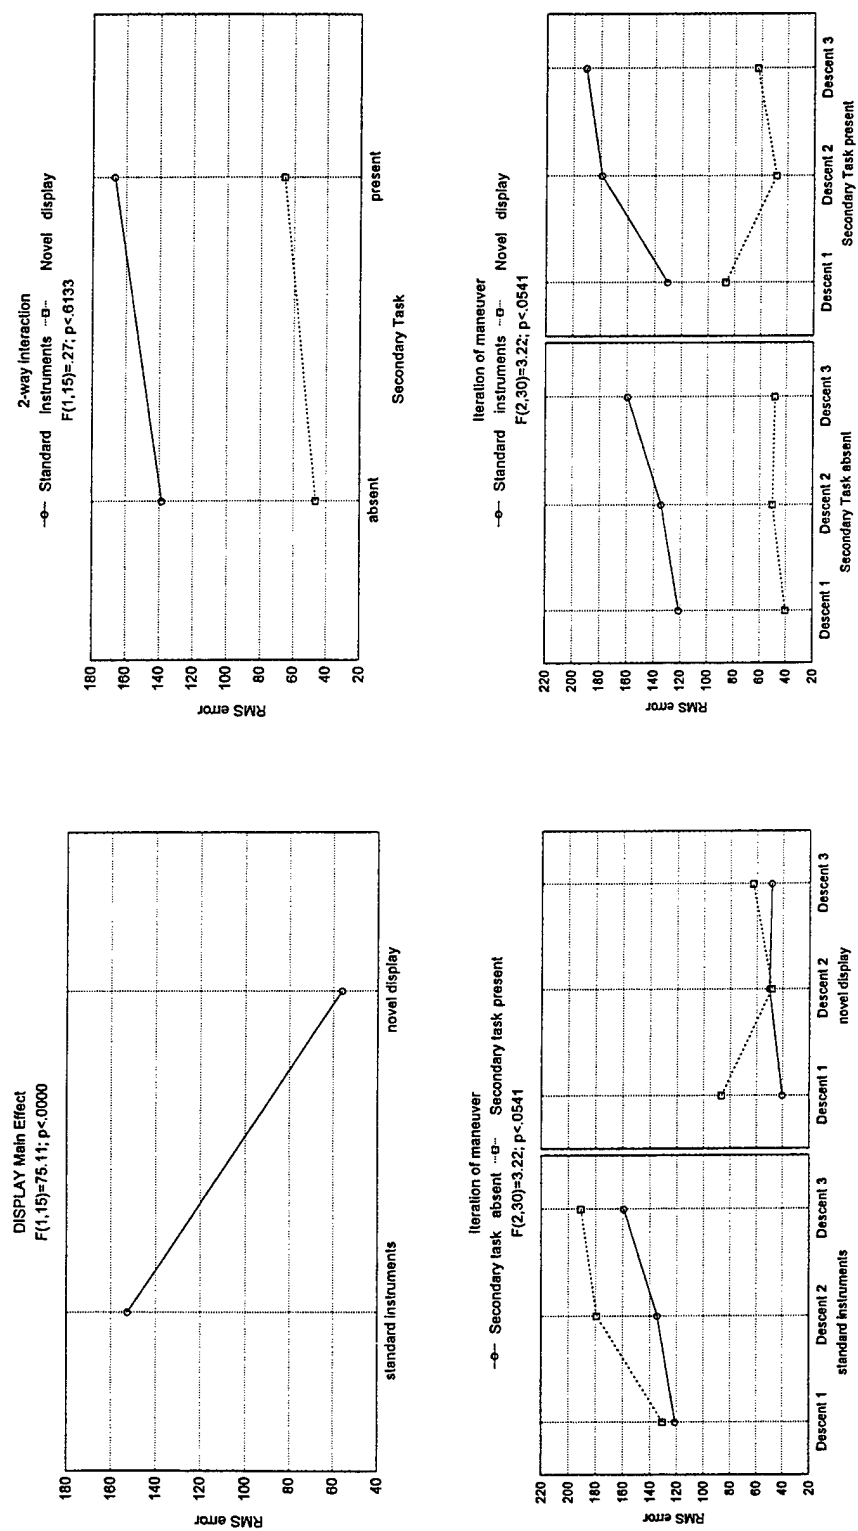 DISPLAY Main Effect
F(1,15)=75.11; p<.0000
RMS error
180
160
140
120
100
80
60
40
standard instruments
novel display
2-way interaction
Standard instruments
Novel display
F(1,15)=.27; p<.6133
RMS error
180
160
140
120
100
80
60
40
20
absent
present
Secondary Task
Iteration of maneuver
Secondary task absent
Secondary task present
F(2,30)=3.22; p<.0541
RMS error
220
200
180
160
140
120
100
80
60
40
20
Descent 1
Descent 2
Descent 3
standard instruments
Descent 1
Descent 2
Descent 3
novel display
Iteration of maneuver
Standard instruments
Novel display
F(2,30)=3.22; p<.0541
RMS error
220
200
180
160
140
120
100
80
60
40
20
Descent 1
Descent 2
Descent 3
Secondary Task absent
Descent 1
Descent 2
Descent 3
Secondary Task present